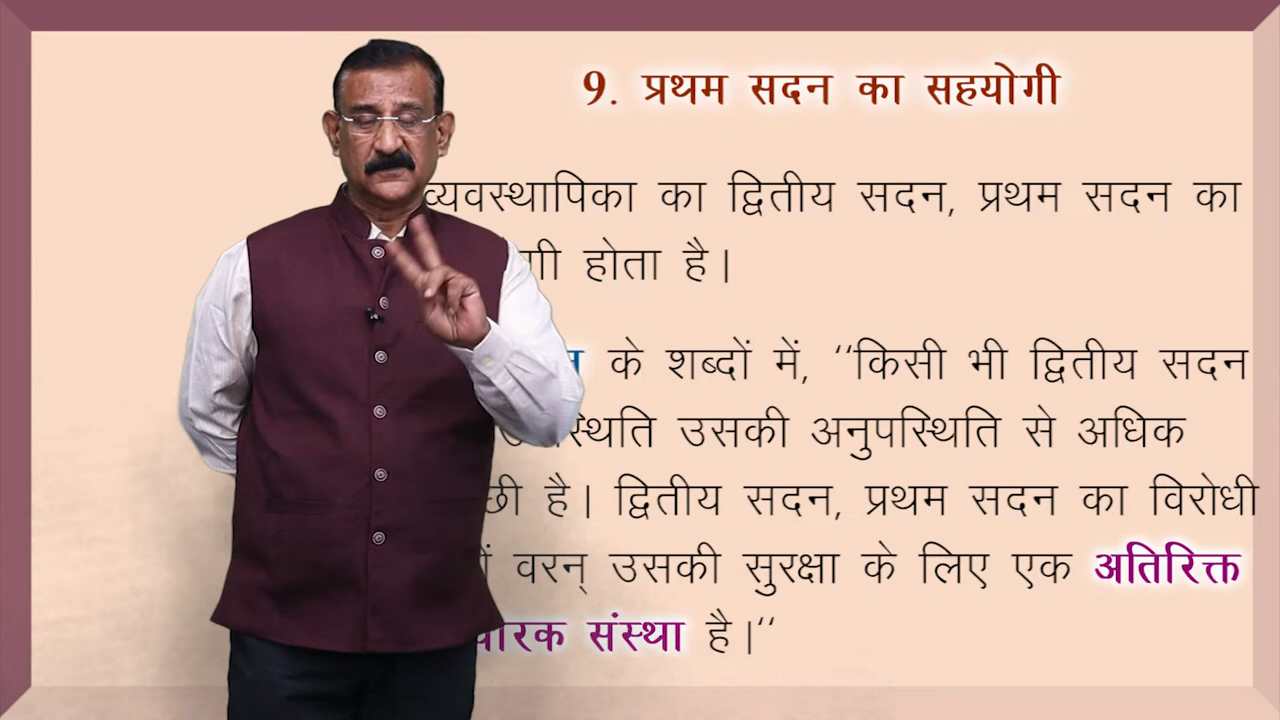 9. प्रथम सदन का सहयोगी
व्यवस्थापिका का द्वितीय सदन, प्रथम सदन का
होता है।
के शब्दों में, ‘‘किसी भी द्वितीय सदन
उसकी अनुपस्थिति से अधिक
है। द्वितीय सदन, प्रथम सदन का विरोधी
वरन् उसकी सुरक्षा के लिए एक अतिरिक्त
संस्था है।‘‘